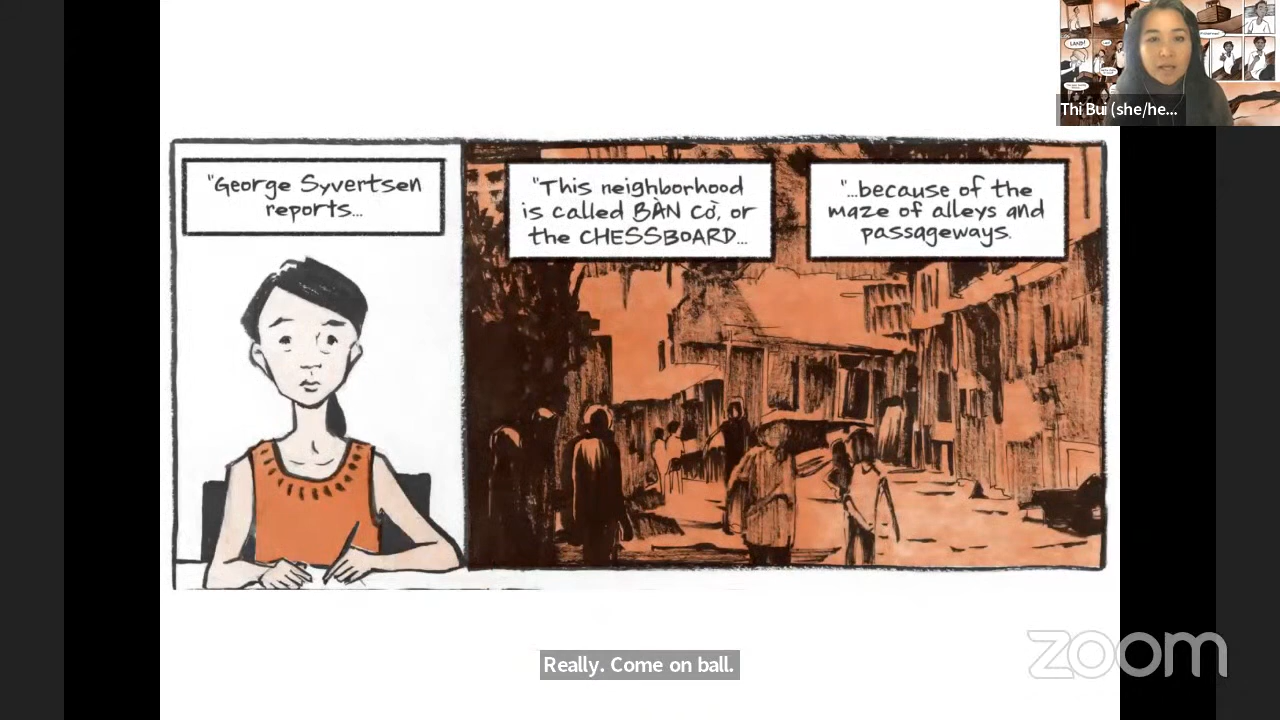 LAND!
Thi Bui (she/he...
"George Syvertsen
reports...
"This neighborhood
is called BÀN CỜ, or
the CHESSBOARD...
"...because of the
maze of alleys and
passageways.
Really. Come on ball.
zoom